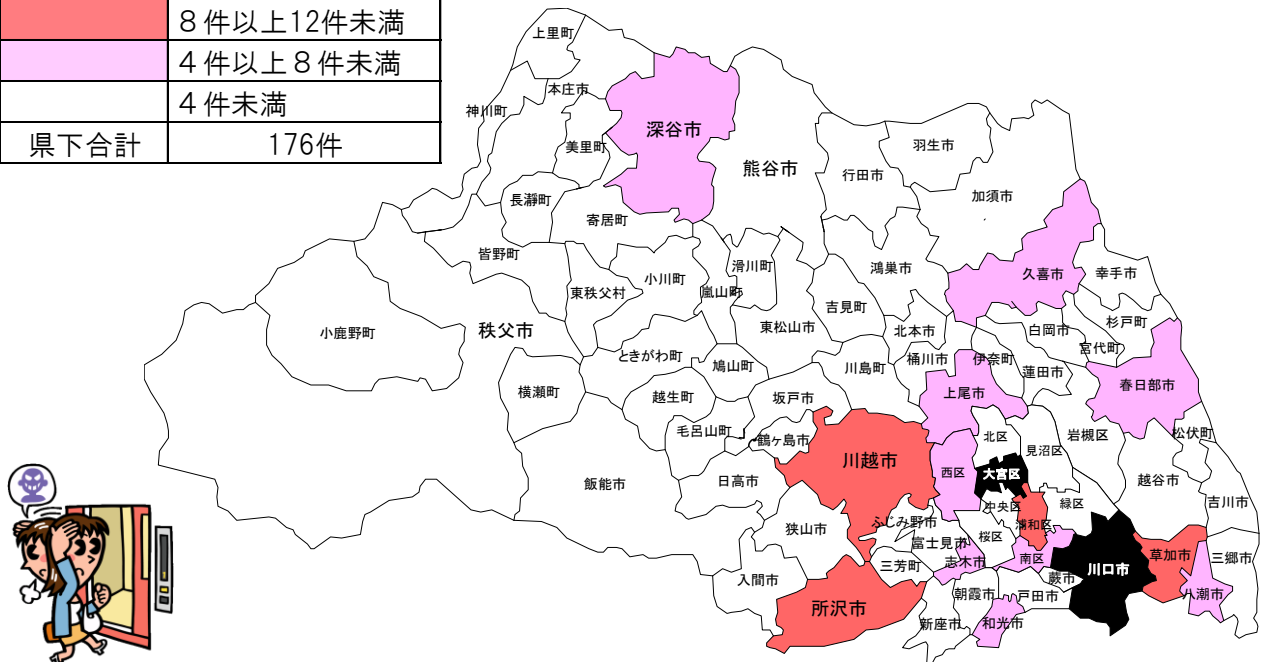 ８件以上12件未満
４件以上８件未満
４件未満
県下合計 176件
上里町
神川町
本庄市
美里町
深谷市
熊谷市
行田市
羽生市
加須市
長瀞町
寄居町
皆野町
東秩父村
小川町
嵐山町
滑川町
吉見町
鴻巣市
久喜市
幸手市
小鹿野町
秩父市
ときがわ町
東松山市
北本市
白岡市
杉戸町
宮代町
横瀬町
鳩山町
川島町
桶川市
伊奈町
蓮田市
春日部市
越生町
坂戸市
上尾市
毛呂山町
鶴ヶ島市
川越市
北区
見沼区
岩槻区
松伏町
飯能市
日高市
西区
大宮区
越谷市
狭山市
ふじみ野市
中央区
浦和区
緑区
吉川市
富士見市
桜区
入間市
三芳町
志木市
南区
川口市
草加市
三郷市
所沢市
朝霞市
戸田市
蕨市
八潮市
新座市
和光市